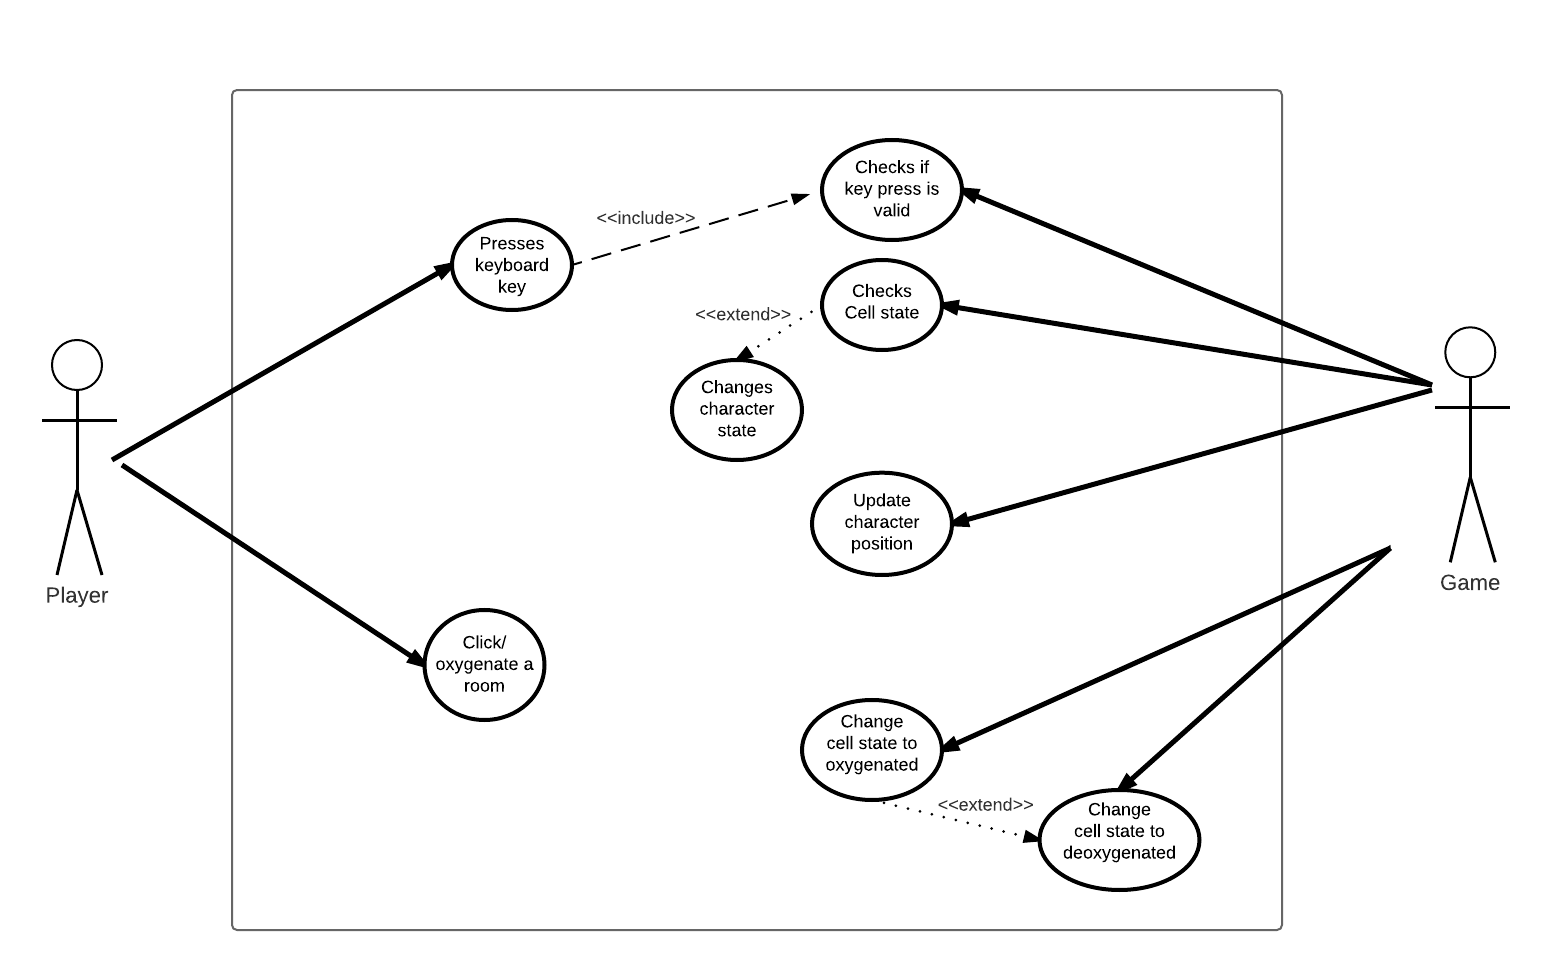 Checks if
key press is
valid
<<include>>
Presses
keyboard
key
Checks
Cell state
<<extend>>
Changes
character
state
Update
character
position
Player
Game
Click/
oxygenate a
room
Change
cell state to
oxygenated
<<extend>>
Change
cell state to
deoxygenated